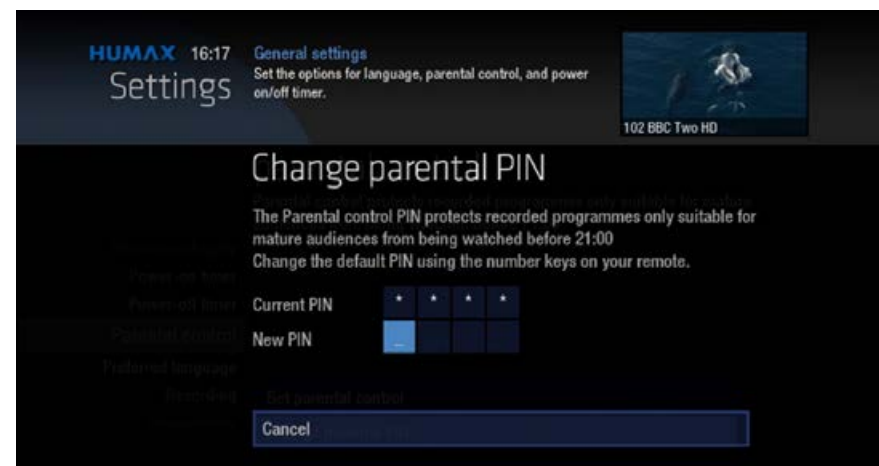 HUMAX 16:17
Settings
General settings
Set the options for language, parental control, and power
on/off timer.
102 BBC Two HD
Change parental PIN
The Parental control PIN protects recorded programmes only suitable for
mature audiences from being watched before 21:00
Change the default PIN using the number keys on your remote.
Current PIN * * * *
New PIN _
Power-on timer
Power-off timer
Parental control
Preferred language
Recording
Set parental control
Cancel